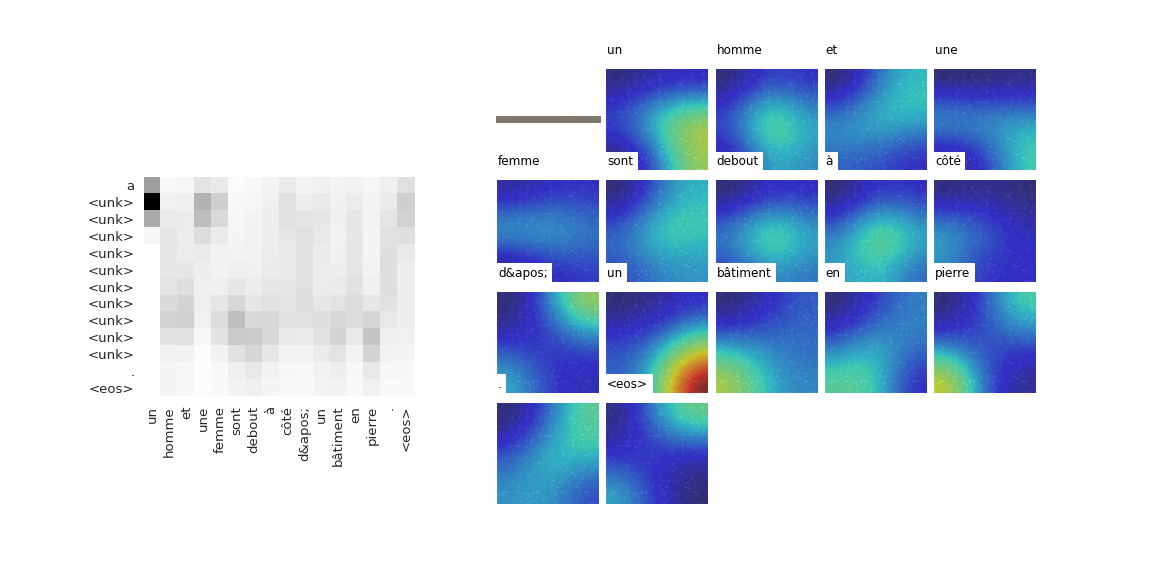 a
<unk>
<unk>
<unk>
<unk>
<unk>
<unk>
<unk>
<unk>
<unk>
<unk>
.
<eos>
un
homme
et
une
femme
sont
debout
à
côté
d&apos;
un
bâtiment
en
pierre
.
<eos>
un homme et une
femme sont debout à côté
d&apos; un bâtiment en pierre
. <eos>